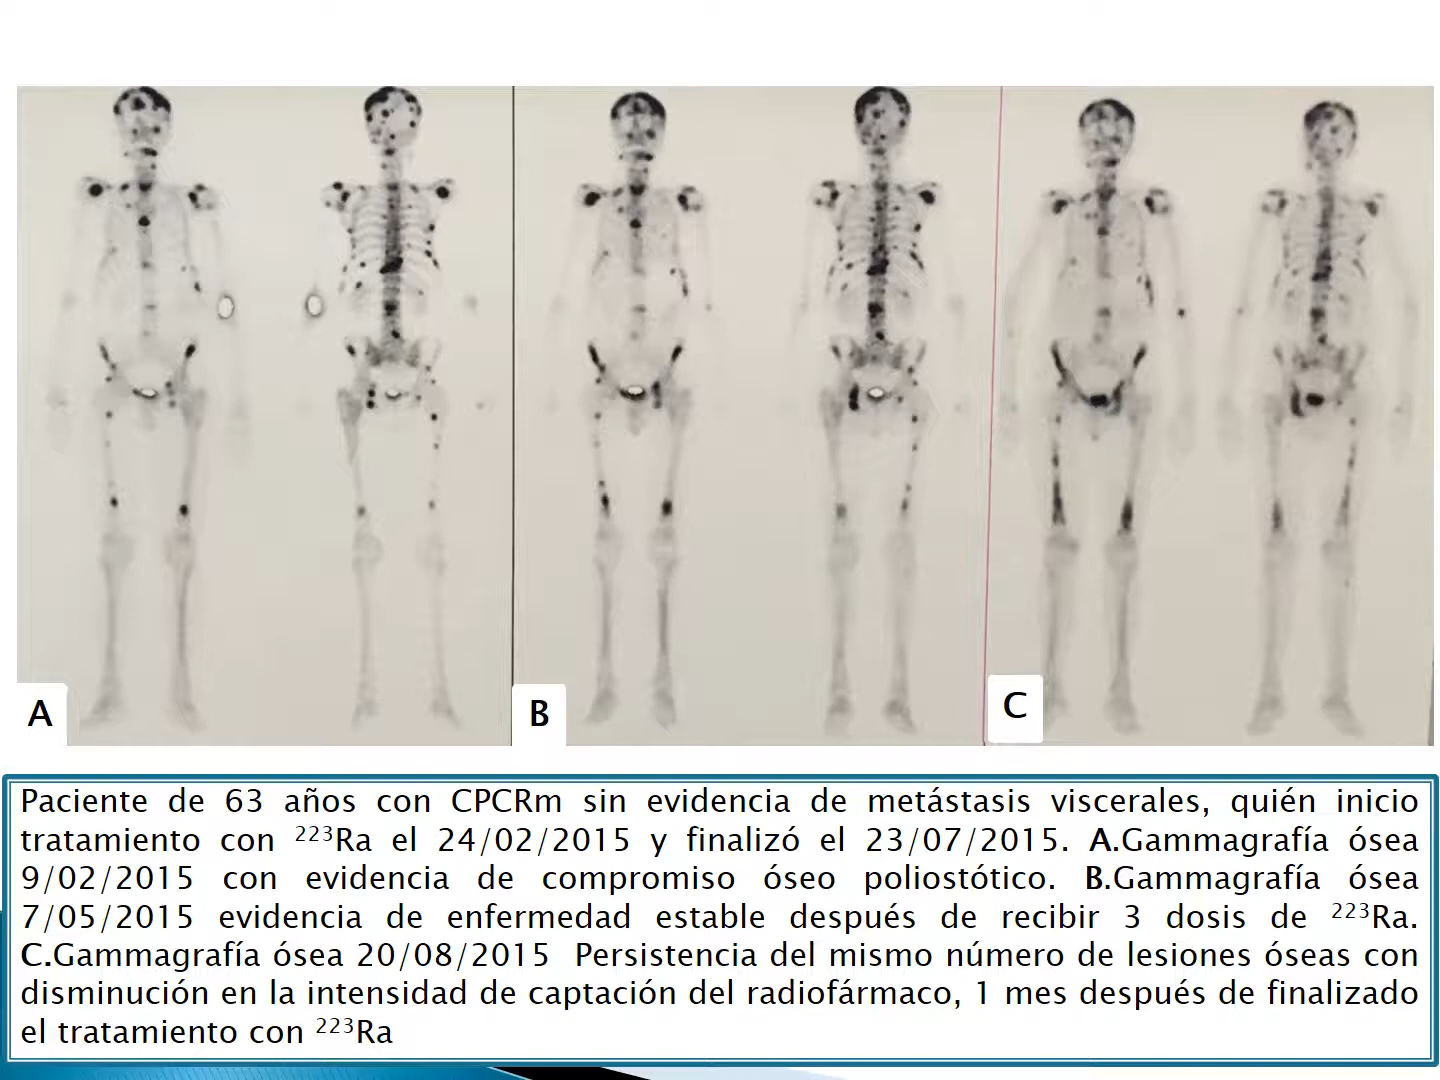 A
B
C
Paciente de 63 años con CPCRm sin evidencia de metástasis viscerales, quién inicio
tratamiento con ²²³Ra el 24/02/2015 y finalizó el 23/07/2015. A.Gammagrafía ósea
9/02/2015 con evidencia de compromiso óseo poliostótico. B.Gammagrafía ósea
7/05/2015 evidencia de enfermedad estable después de recibir 3 dosis de ²²³Ra.
C.Gammagrafía ósea 20/08/2015 Persistencia del mismo número de lesiones óseas con
disminución en la intensidad de captación del radiofármaco, 1 mes después de finalizado
el tratamiento con ²²³Ra